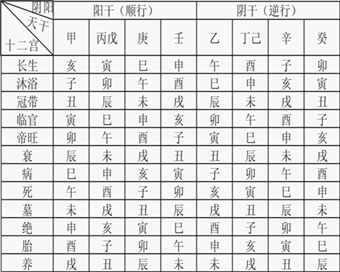 阴阳 阳干（顺行） 阴干（逆行）
天干
十二宫 甲 丙戊 庚 壬 乙 丁己 辛 癸
长生 亥 寅 巳 申 午 酉 子 卯
沐浴 子 卯 午 酉 巳 申 亥 寅
冠带 丑 辰 未 戌 辰 未 戌 丑
临官 寅 巳 申 亥 卯 午 酉 子
帝旺 卯 午 酉 子 寅 巳 申 亥
衰 辰 未 戌 丑 丑 辰 未 戌
病 巳 申 亥 寅 子 卯 午 酉
死 午 酉 子 卯 亥 寅 巳 申
墓 未 戌 丑 辰 戌 丑 辰 未
绝 申 亥 寅 巳 酉 子 卯 午
胎 酉 子 卯 午 申 亥 寅 巳
养 戌 丑 辰 未 未 戌 丑 辰